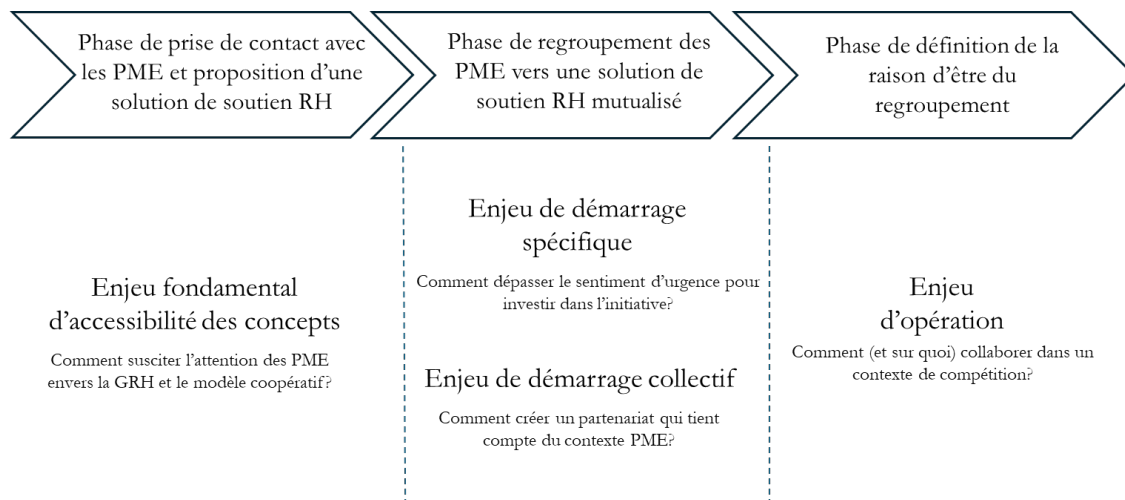 Phase de prise de contact avec
les PME et proposition d’une
solution de soutien RH
Phase de regroupement des
PME vers une solution de
soutien RH mutualisé
Phase de définition de la
raison d’être du
regroupement
Enjeu fondamental
d’accessibilité des concepts
Comment susciter l’attention des PME
envers la GRH et le modèle coopératif?
Enjeu de démarrage
spécifique
Comment dépasser le sentiment d’urgence pour
investir dans l’initiative?
Enjeu de démarrage collectif
Comment créer un partenariat qui tient
compte du contexte PME?
Enjeu
d’opération
Comment (et sur quoi) collaborer dans un
contexte de compétition?